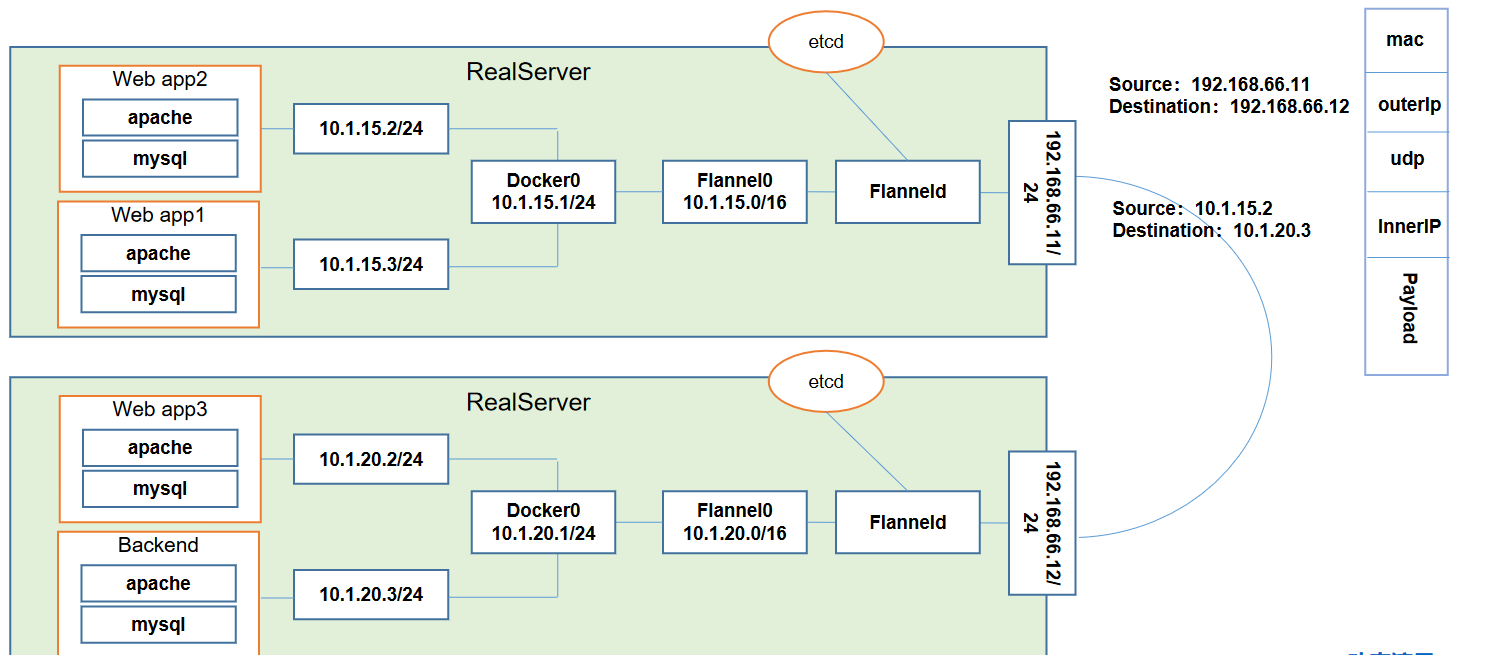 etcd
RealServer
Web app2
apache
mysql
10.1.15.2/24
Web app1
apache
mysql
10.1.15.3/24
Docker0
10.1.15.1/24
Flannel0
10.1.15.0/16
Flanneld
192.168.66.11/
24
etcd
RealServer
Web app3
apache
mysql
10.1.20.2/24
Backend
apache
mysql
10.1.20.3/24
Docker0
10.1.20.1/24
Flannel0
10.1.20.0/16
Flanneld
192.168.66.12/
24
Source：192.168.66.11
Destination：192.168.66.12
Source：10.1.15.2
Destination：10.1.20.3
mac
outerIp
udp
InnerIP
Payload